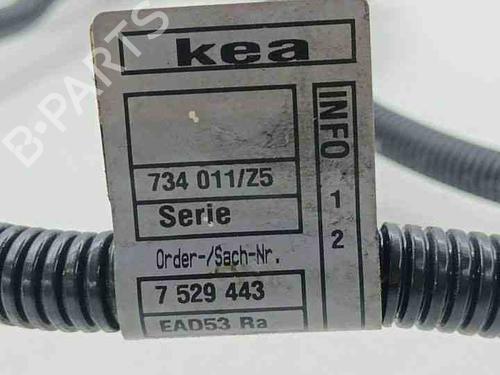 kea
INFO
734 011/Z5
1
Serie
2
Order-/Sach-Nr.
7 529 443
EAD53 Ra
B-PARTS